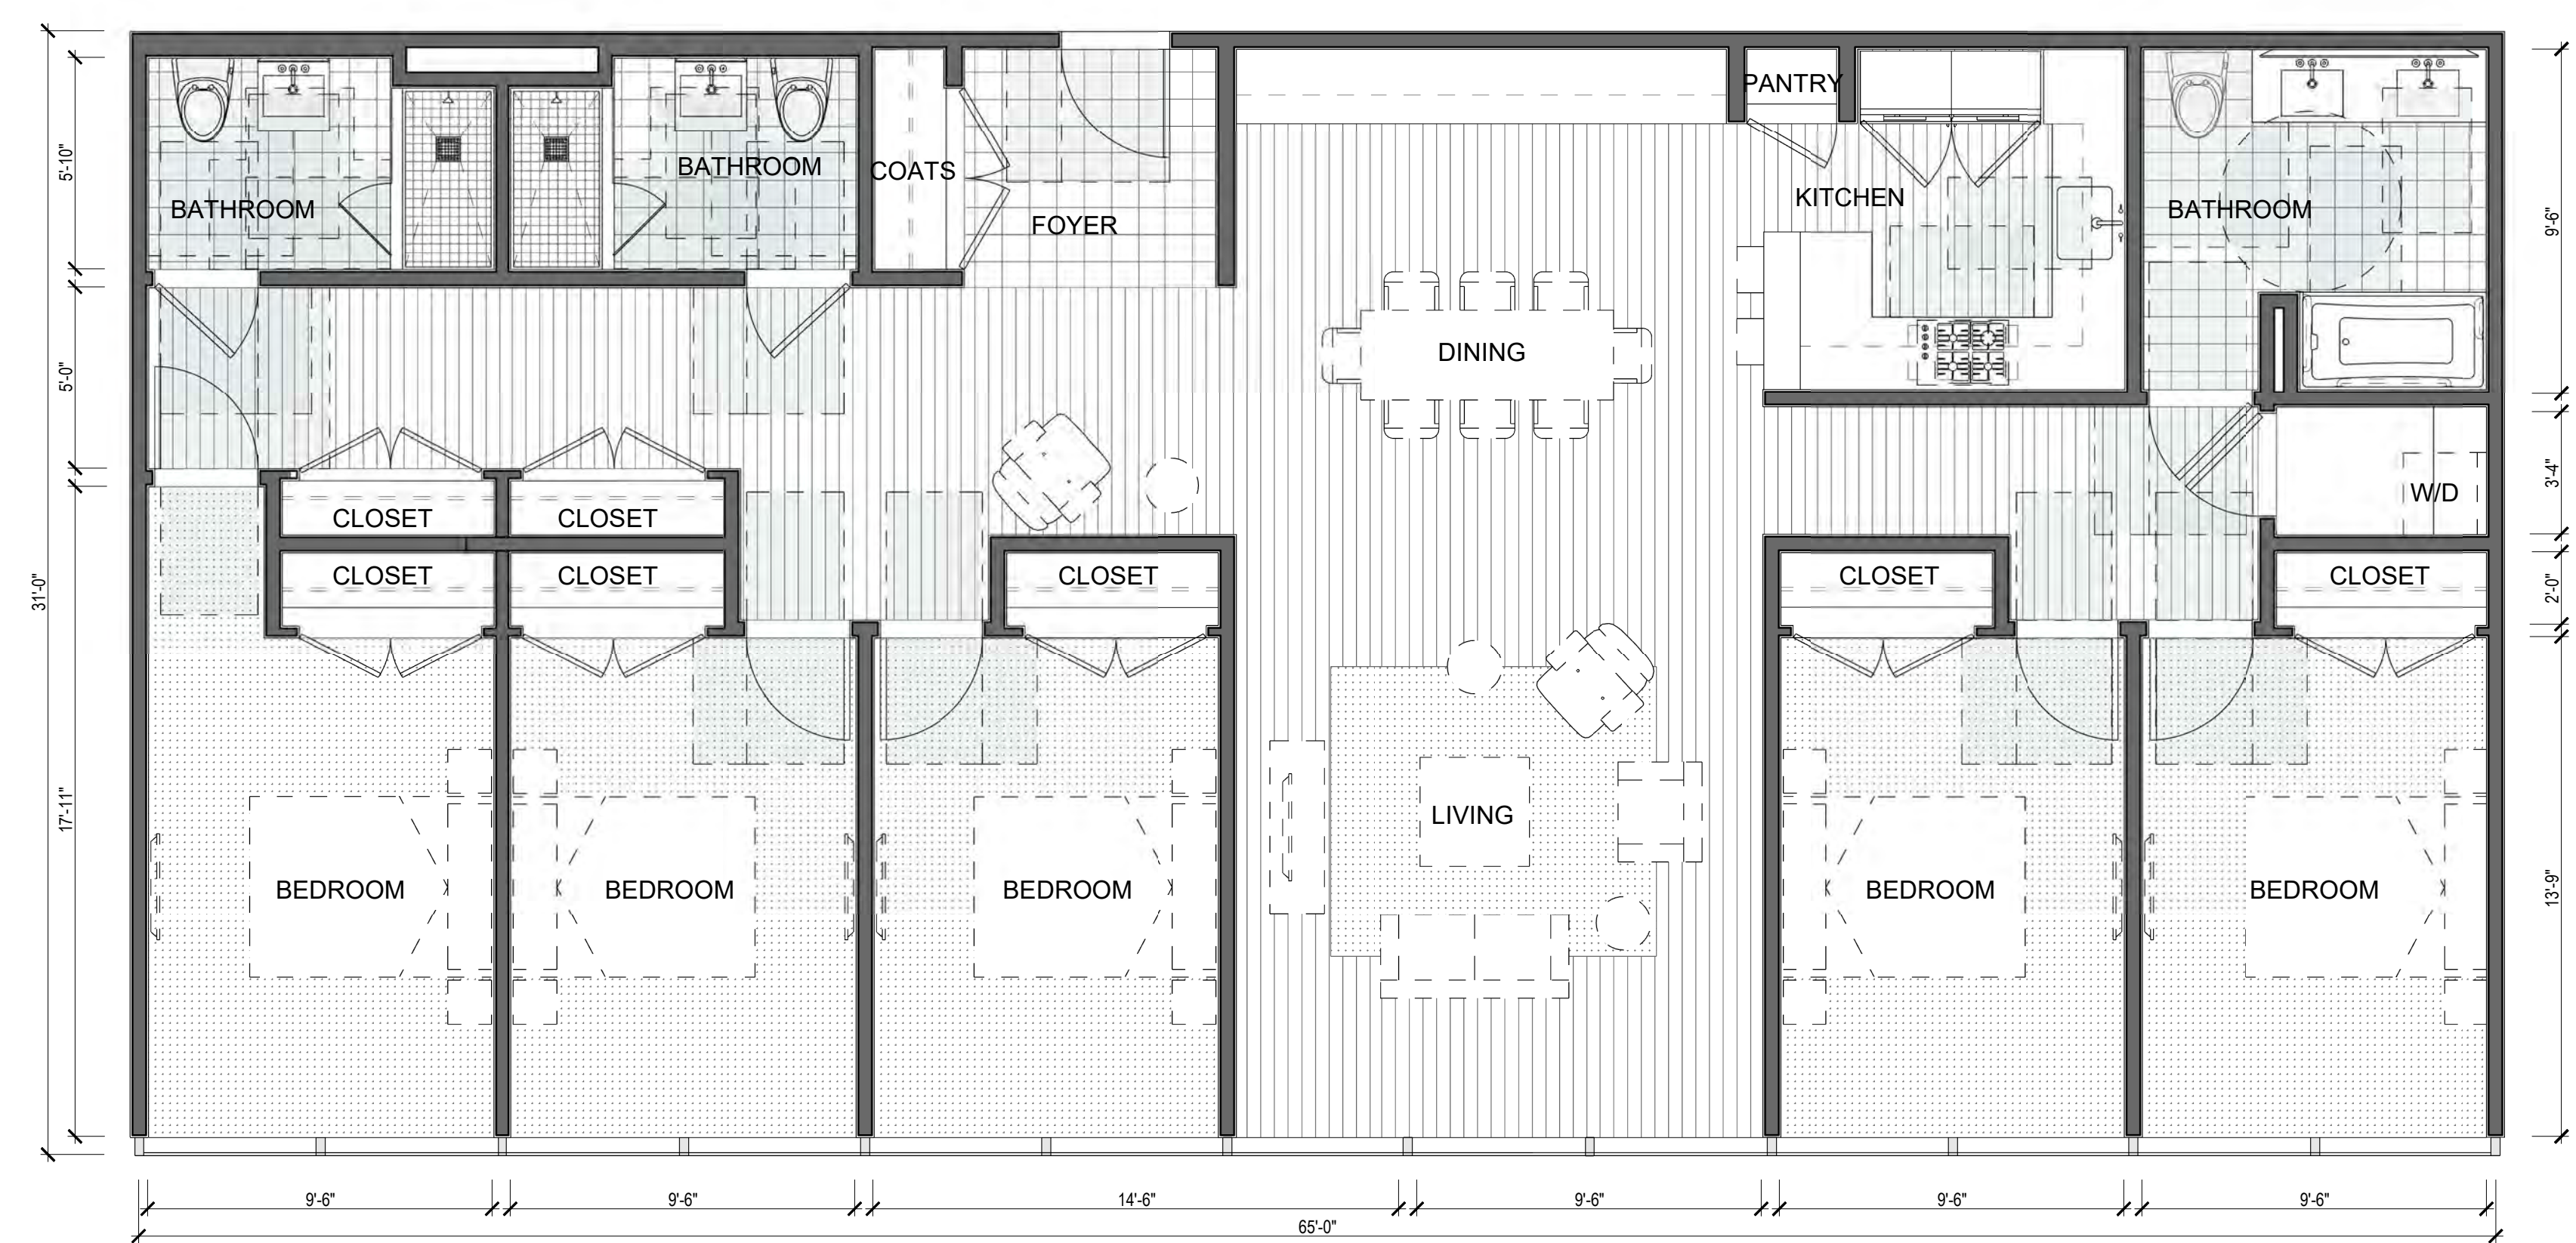 PANTRY
COATS
BATHROOM
BATHROOM
KITCHEN
BATHROOM
FOYER
DINING
W/D
CLOSET
CLOSET
CLOSET
CLOSET
CLOSET
CLOSET
CLOSET
LIVING
BEDROOM
BEDROOM
BEDROOM
BEDROOM
BEDROOM
5'-10"
5'-0"
31'-0"
17'-11"
9'-6"
3'-4"
2'-0"
13'-9"
9'-6"
9'-6"
14'-6"
9'-6"
9'-6"
9'-6"
65'-0"